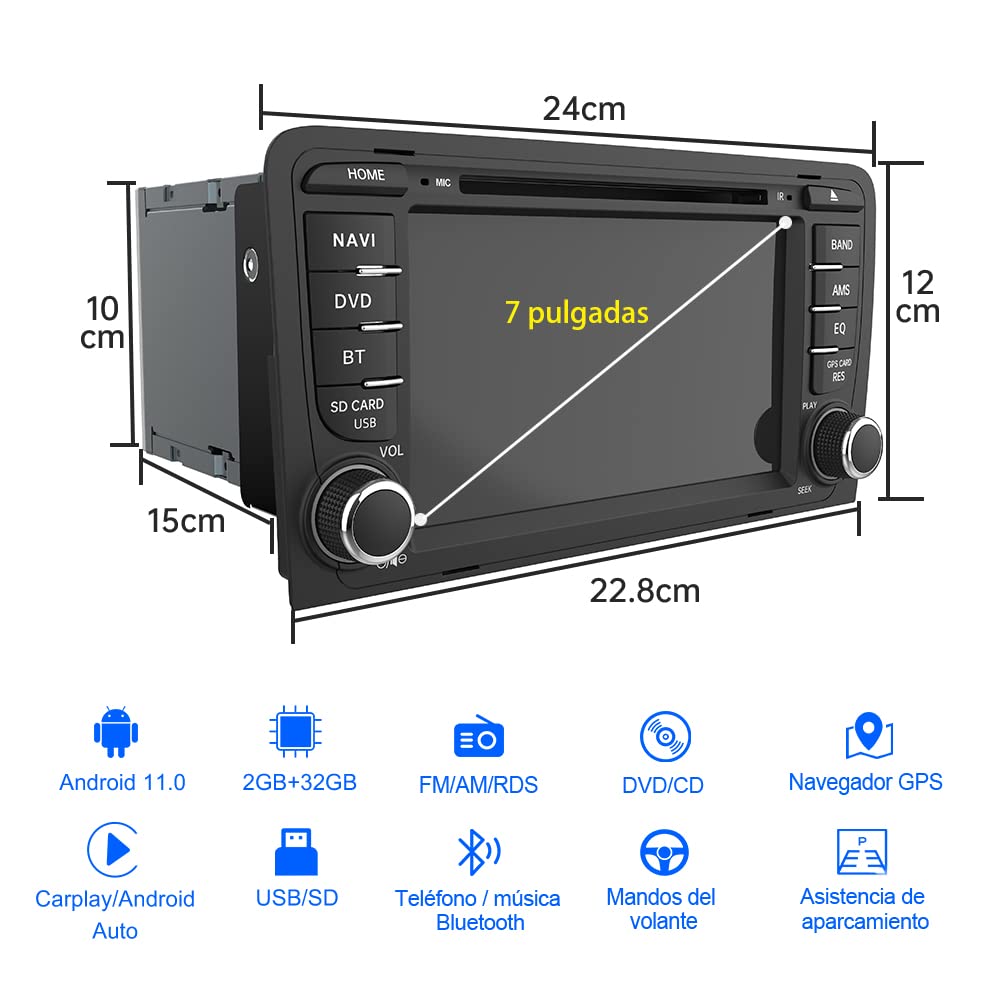 24cm
HOME
MIC
IR
NAVI
BAND
DVD
AMS
10
cm
7 pulgadas
12
cm
BT
EQ
SD CARD
USB
GPS CARD
RES
VOL
PLAY
15cm
SEEK
22.8cm
Android 11.0
2GB+32GB
FM/AM/RDS
DVD/CD
Navegador GPS
P
Carplay/Android
Auto
USB/SD
Teléfono / música
Bluetooth
Mandos del
volante
Asistencia de
aparcamiento